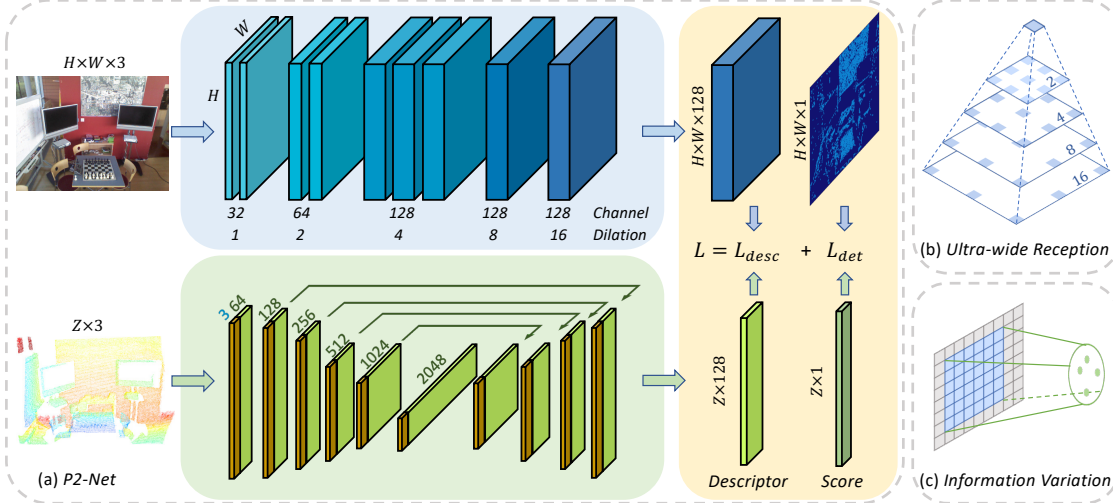 H×W×3
W
H
32 64 128 128 128 Channel
1 2 4 8 16 Dilation
H×W×128
H×W×1
L = L_desc + L_det
Z×3
3 64
128
256
512
1024
2048
Z×128
Z×1
Descriptor Score
(a) P2-Net
2
4
8
16
(b) Ultra-wide Reception
(c) Information Variation